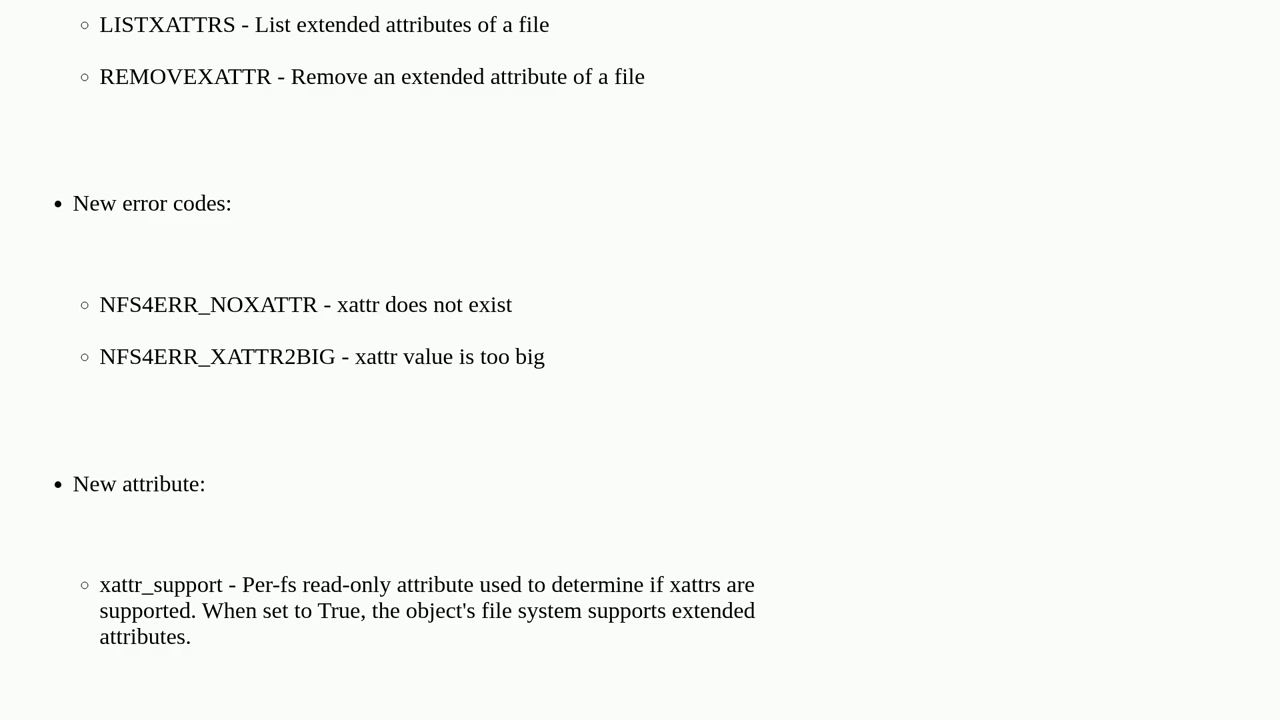 LISTXATTRS - List extended attributes of a file
REMOVEXATTR - Remove an extended attribute of a file
New error codes:
NFS4ERR_NOXATTR - xattr does not exist
NFS4ERR_XATTR2BIG - xattr value is too big
New attribute:
xattr_support - Per-fs read-only attribute used to determine if xattrs are
supported. When set to True, the object's file system supports extended
attributes.